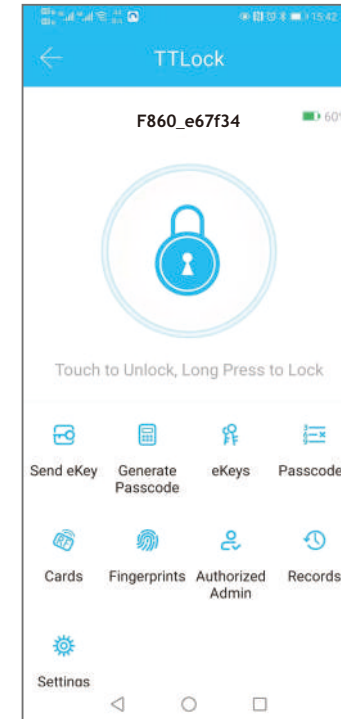 15:42
TTLock
F860_e67f34
60%
Touch to Unlock, Long Press to Lock
Send eKey
Generate
Passcode
eKeys
Passcode
Cards
Fingerprints
Authorized
Admin
Records
Settings